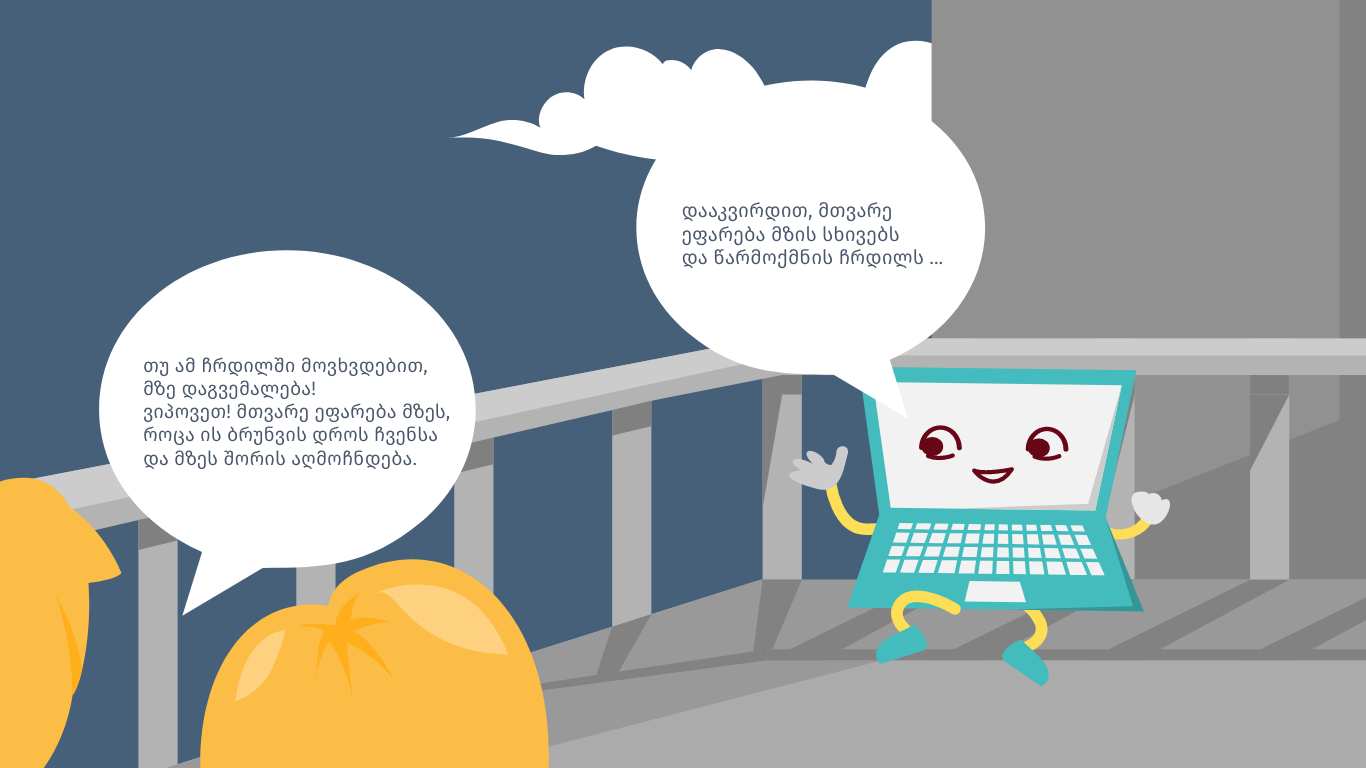 დააკვირდით, მთვარე
ეფარება მზის სხივებს
და წარმოქმნის ჩრდილს ...
თუ ამ ჩრდილში მოვხვდებით,
მზე დაგვემალება!
ვიპოვეთ! მთვარე ეფარება მზეს,
როცა ის ბრუნვის დროს ჩვენსა
და მზეს შორის აღმოჩნდება.